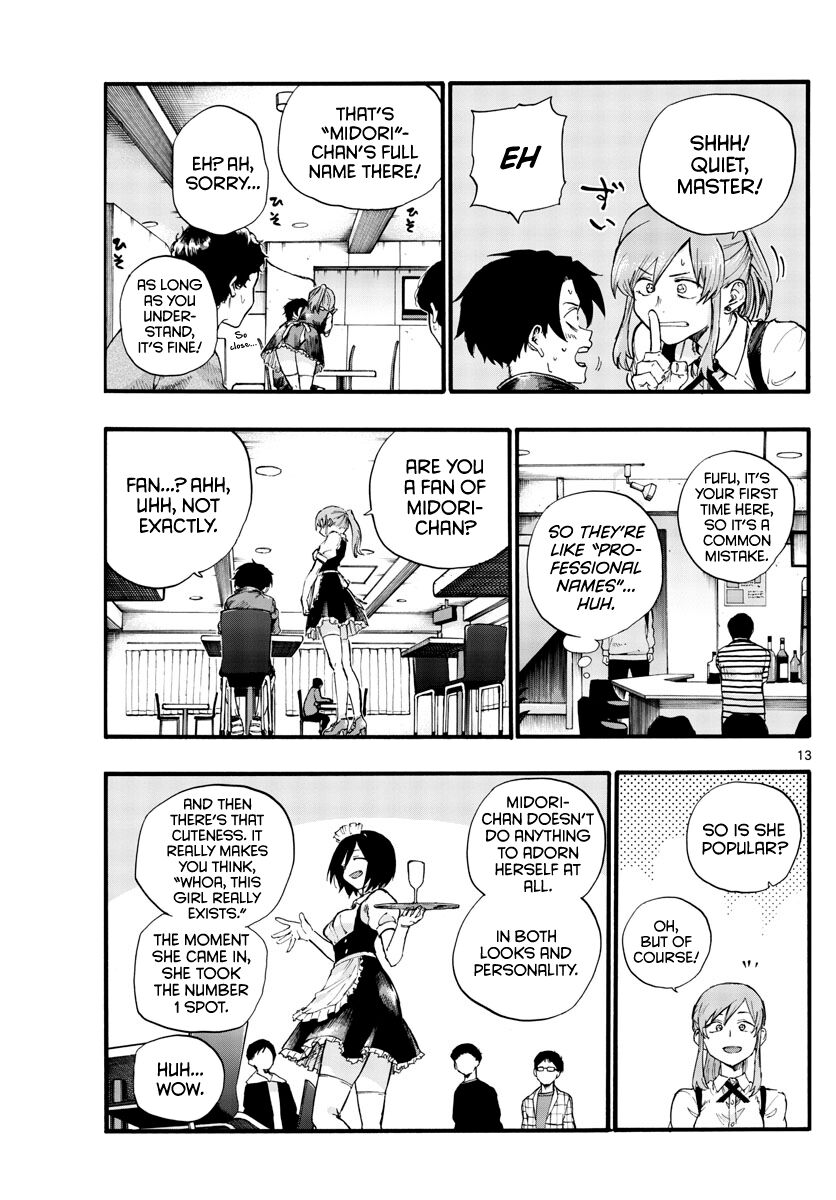 SHHH!
QUIET,
MASTER!
EH
ずい
THAT'S
"MIDORI"-
CHAN'S FULL
NAME THERE!
EH? AH,
SORRY...
ひそ
ひそ
AS LONG
AS YOU
UNDER-
STAND,
IT'S FINE!
So
close...
FUFU, IT'S
YOUR FIRST
TIME HERE,
SO IT'S A
COMMON
MISTAKE.
SO THEY'RE
LIKE "PRO-
FESSIONAL
NAMES"...
HUH.
ARE YOU
A FAN OF
MIDORI-
CHAN?
FAN...? AHH,
UHH, NOT
EXACTLY.
13
SO IS SHE
POPULAR?
OH,
BUT OF
COURSE!
MIDORI-
CHAN DOESN'T
DO ANYTHING
TO ADORN
HERSELF AT
ALL.
IN BOTH
LOOKS AND
PERSONALITY.
AND THEN
THERE'S THAT
CUTENESS. IT
REALLY MAKES
YOU THINK,
"WHOA, THIS
GIRL REALLY
EXISTS."
THE MOMENT
SHE CAME IN,
SHE TOOK
THE NUMBER
1 SPOT.
HUH...
WOW.